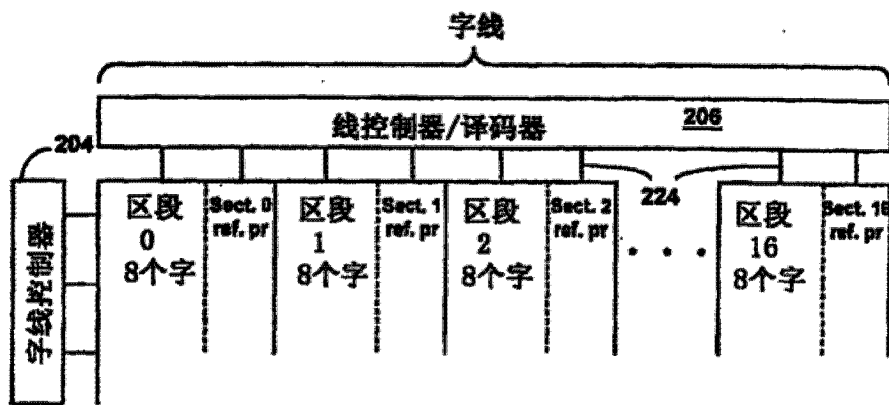 字线
线控制器/译码器 206
204
字线控制器
区段
0
8个字
Sect. 0
ref. pr
区段
1
8个字
Sect. 1
ref. pr
区段
2
8个字
Sect. 2
ref. pr
224
区段
16
8个字
Sect. 16
ref. pr